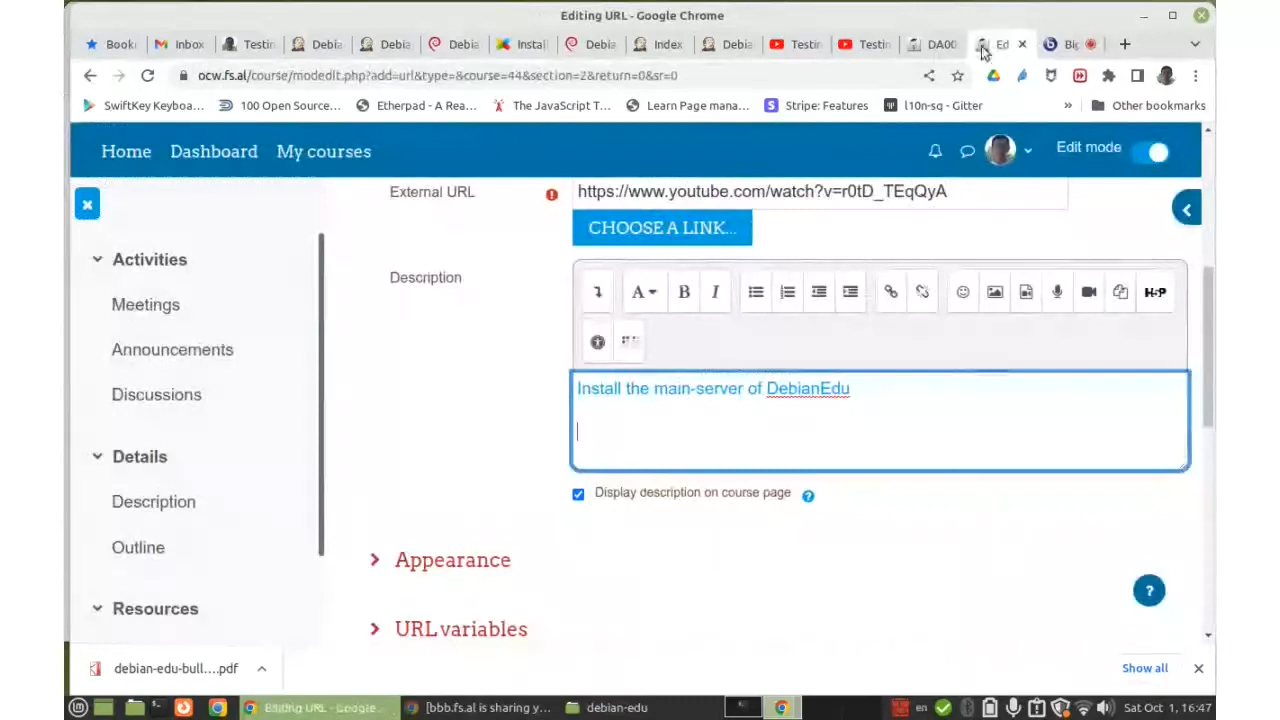 Editing URL - Google Chrome
Book
Inbox
Testin
Debia
Debia
Debia
Install
Debia
Index
Debia
Testin
Testin
DA00
Ed
Big
ocw.fs.al/course/modedit.php?add=url&type=&course=44&section=2&return=0&sr=0
SwiftKey Keyboa...
100 Open Source...
Etherpad - A Rea...
The JavaScript T...
Learn Page mana...
Stripe: Features
l10n-sq - Gitter
»
Other bookmarks
Home
Dashboard
My courses
Edit mode
External URL
https://www.youtube.com/watch?v=r0tD_TEqQyA
CHOOSE A LINK...
Description
A
B
I
H-P
Install the main-server of DebianEdu
Display description on course page
Activities
Meetings
Announcements
Discussions
Details
Description
Outline
Resources
Appearance
URL variables
debian-edu-bull....pdf
Show all
Editing URL - Google...
[bbb.fs.al is sharing y...
debian-edu
en
Sat Oct 1, 16:47